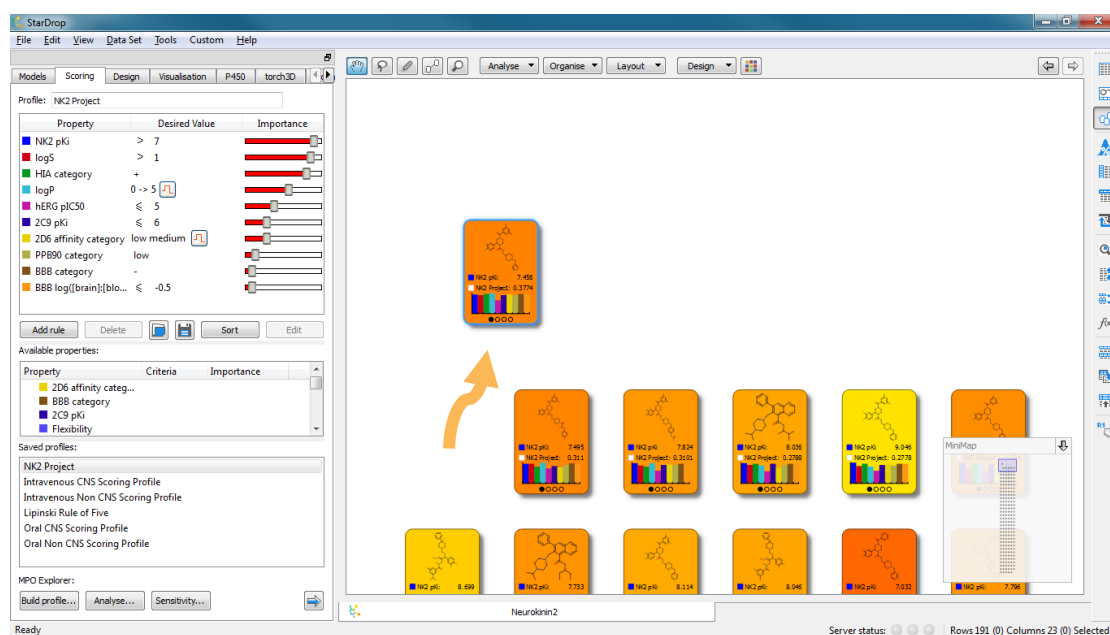 StarDrop
File Edit View Data Set Tools Custom Help
Models Scoring Design Visualisation P450 torch3D
Analyse Organise Layout Design
Profile: NK2 Project
Property Desired Value Importance
NK2 pKi > 7
logS > 1
HIA category +
logP 0 -> 5
hERG pIC50 ⩽ 5
2C9 pKi ⩽ 6
2D6 affinity category low medium
PPB90 category low
BBB category -
BBB log([brain]:[blo... ⩽ -0.5
Add rule Delete Sort Edit
Available properties:
Property Criteria Importance
2D6 affinity categ...
BBB category
2C9 pKi
Flexibility
Saved profiles:
NK2 Project
Intravenous CNS Scoring Profile
Intravenous Non CNS Scoring Profile
Lipinski Rule of Five
Oral CNS Scoring Profile
Oral Non CNS Scoring Profile
MPO Explorer:
Build profile... Analyse... Sensitivity...
NK2 pKi: 7.456
NK2 Project: 0.3774
NK2 pKi: 7.495
NK2 Project: 0.311
NK2 pKi: 7.824
NK2 Project: 0.3101
NK2 pKi: 8.036
NK2 Project: 0.2788
NK2 pKi: 9.046
NK2 Project: 0.2778
MiniMap
NK2 pKi: 8.699
NK2 pKi: 7.733
NK2 pKi: 8.114
NK2 pKi: 8.046
NK2 pKi: 7.032
NK2 pKi: 7.796
Neurokinin2
Ready
Server status: Rows 191 (0) Columns 23 (0) Selected